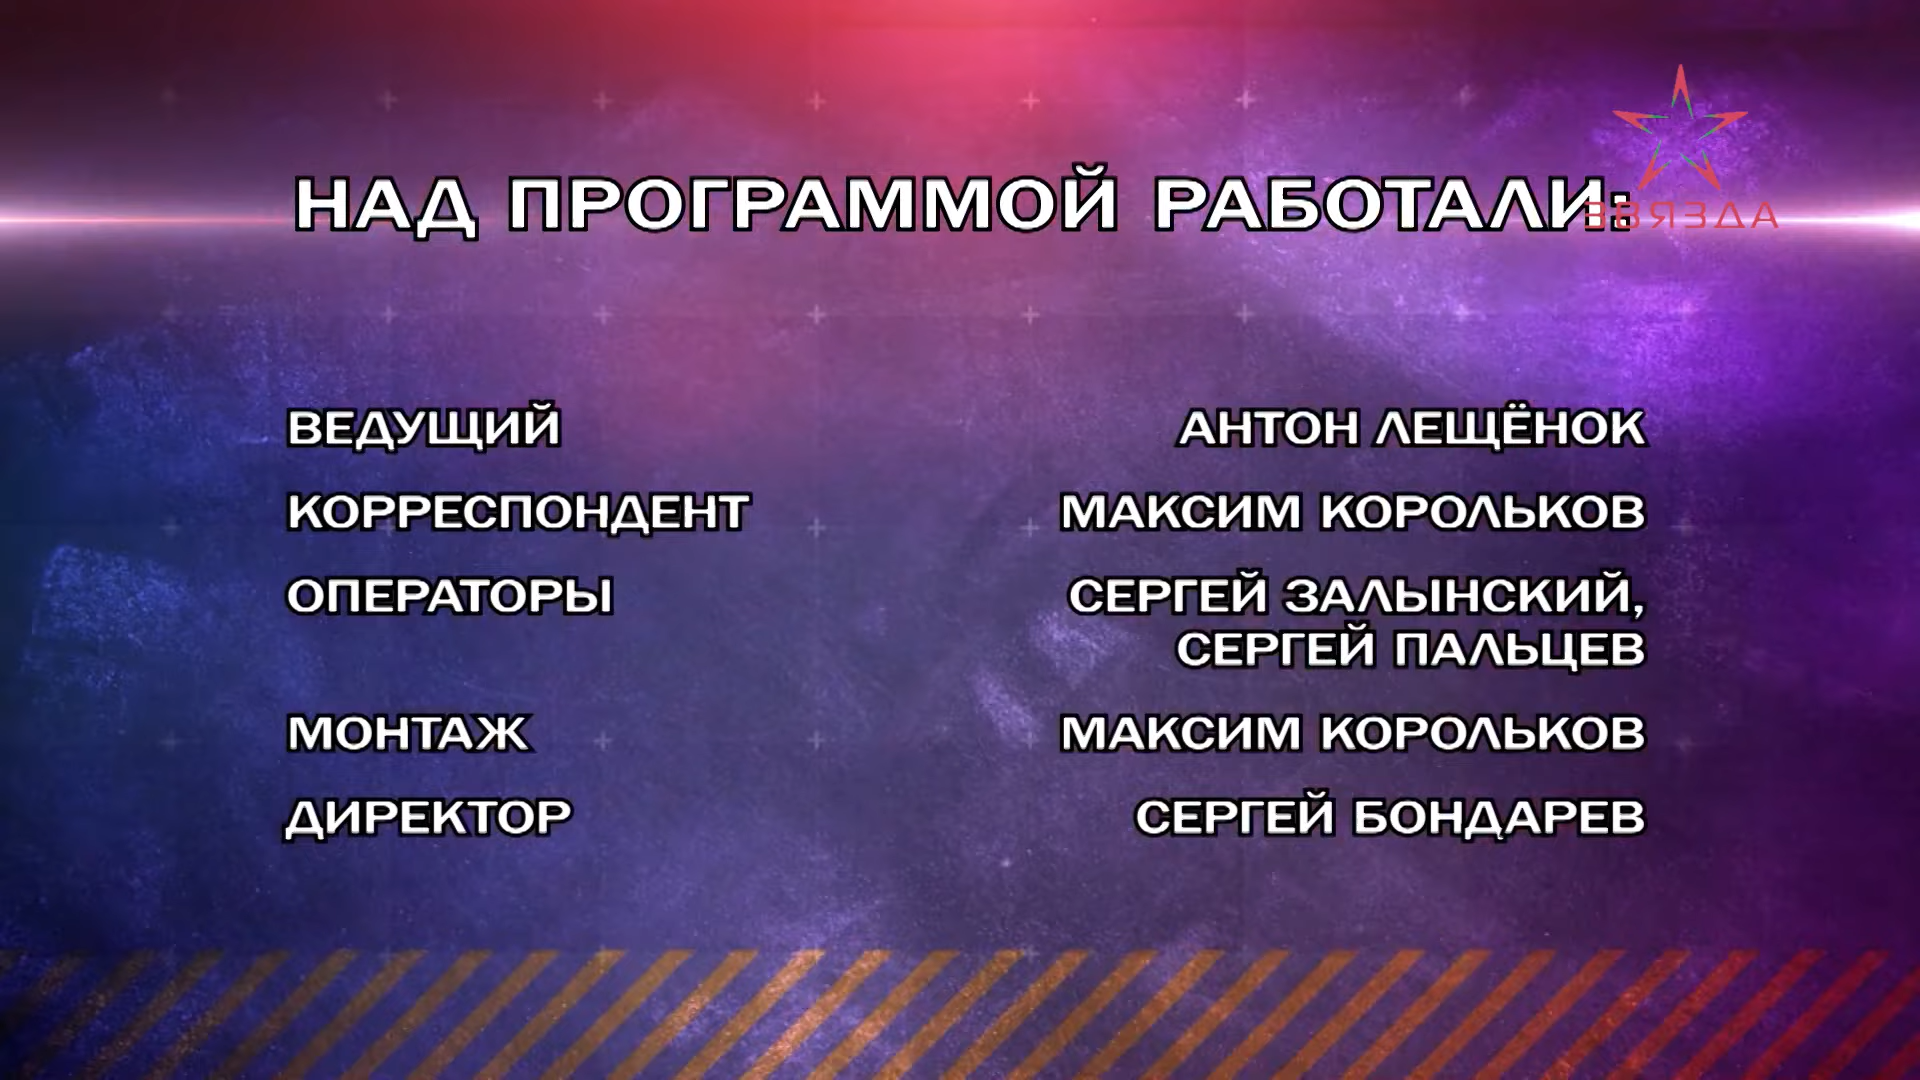 НАД ПРОГРАММОЙ РАБОТАЛИ:
ЗВЯЗДА
ВЕДУЩИЙ АНТОН ЛЕЩЁНОК
КОРРЕСПОНДЕНТ МАКСИМ КОРОЛЬКОВ
ОПЕРАТОРЫ СЕРГЕЙ ЗАЛЫНСКИЙ,
СЕРГЕЙ ПАЛЬЦЕВ
МОНТАЖ МАКСИМ КОРОЛЬКОВ
ДИРЕКТОР СЕРГЕЙ БОНДАРЕВ